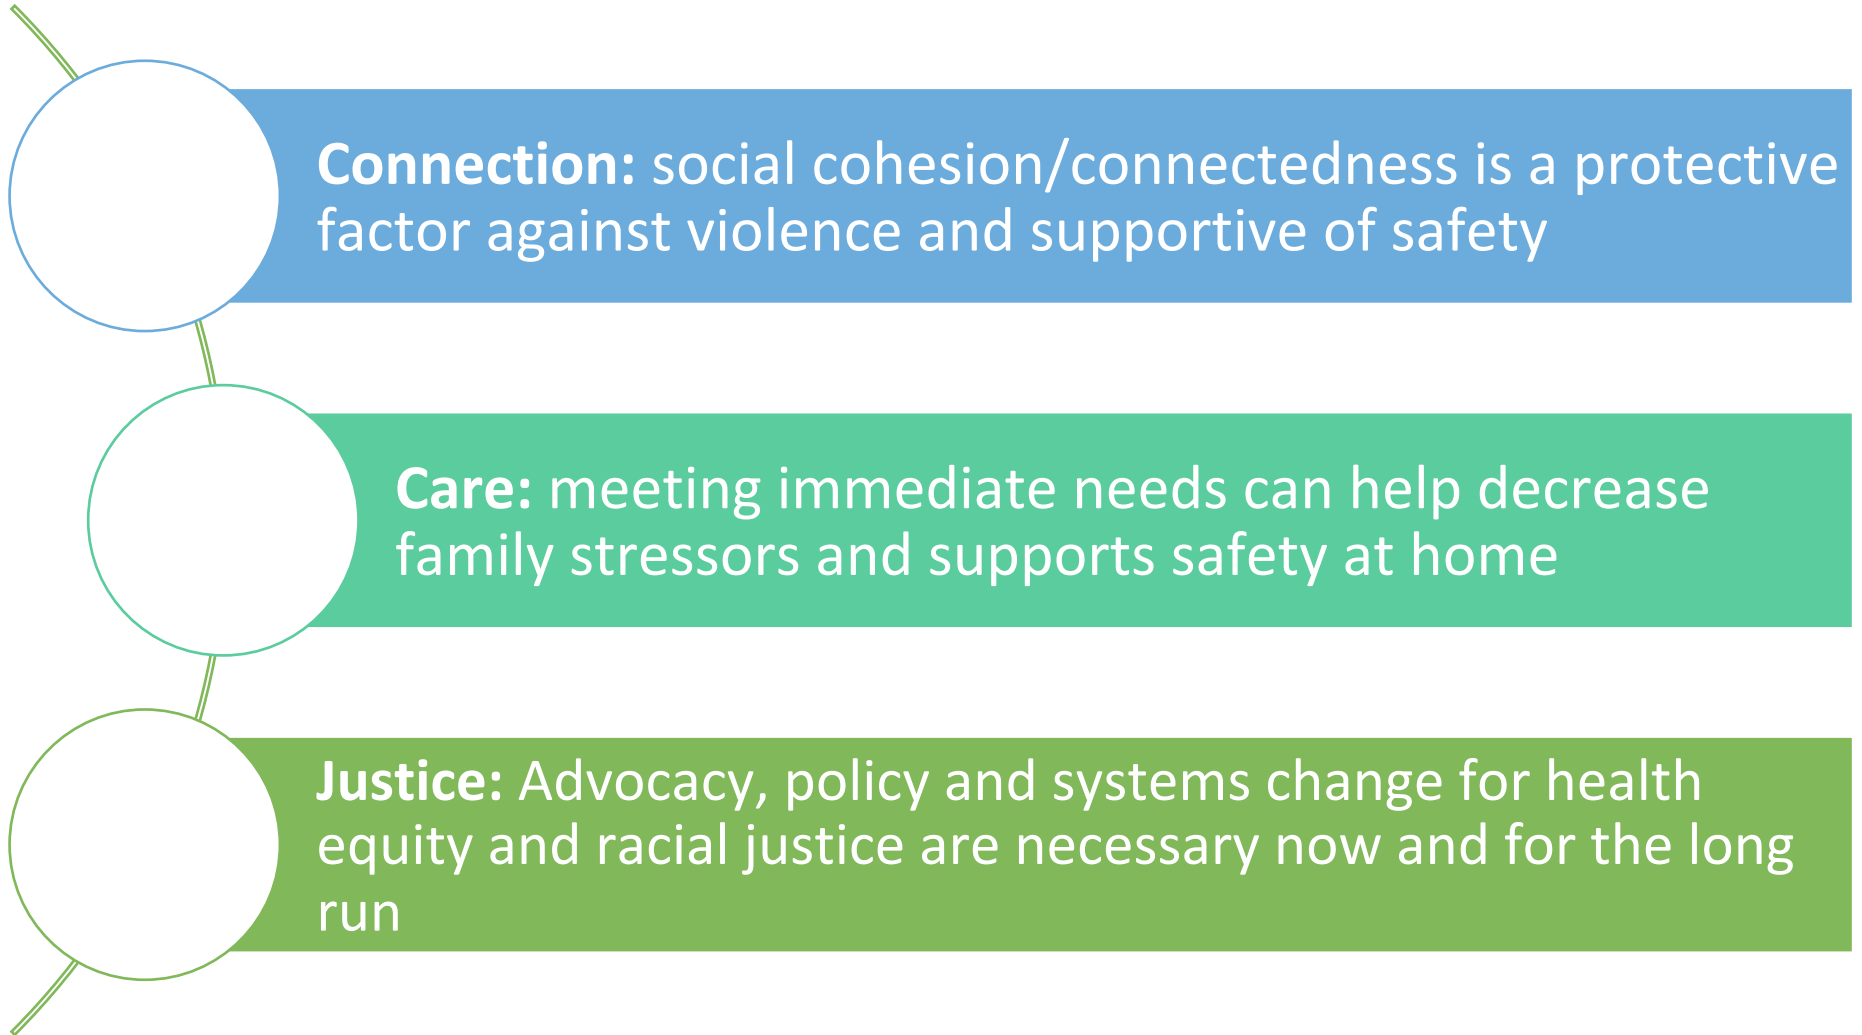 Connection: social cohesion/connectedness is a protective
factor against violence and supportive of safety
Care: meeting immediate needs can help decrease
family stressors and supports safety at home
Justice: Advocacy, policy and systems change for health
equity and racial justice are necessary now and for the long
run